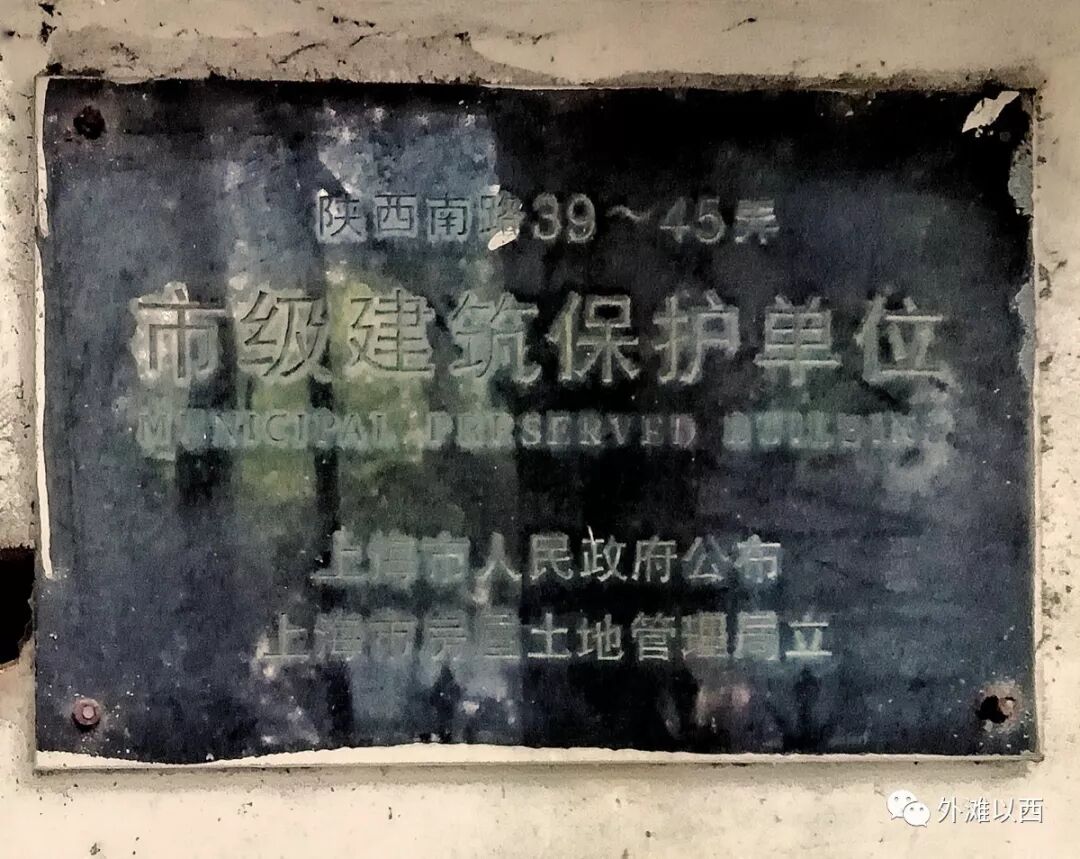 陕西南路39～45弄
市级建筑保护单位
MUNICIPAL PRESERVED BUILDING
上海市人民政府公布
上海市房屋土地管理局立
外滩以西